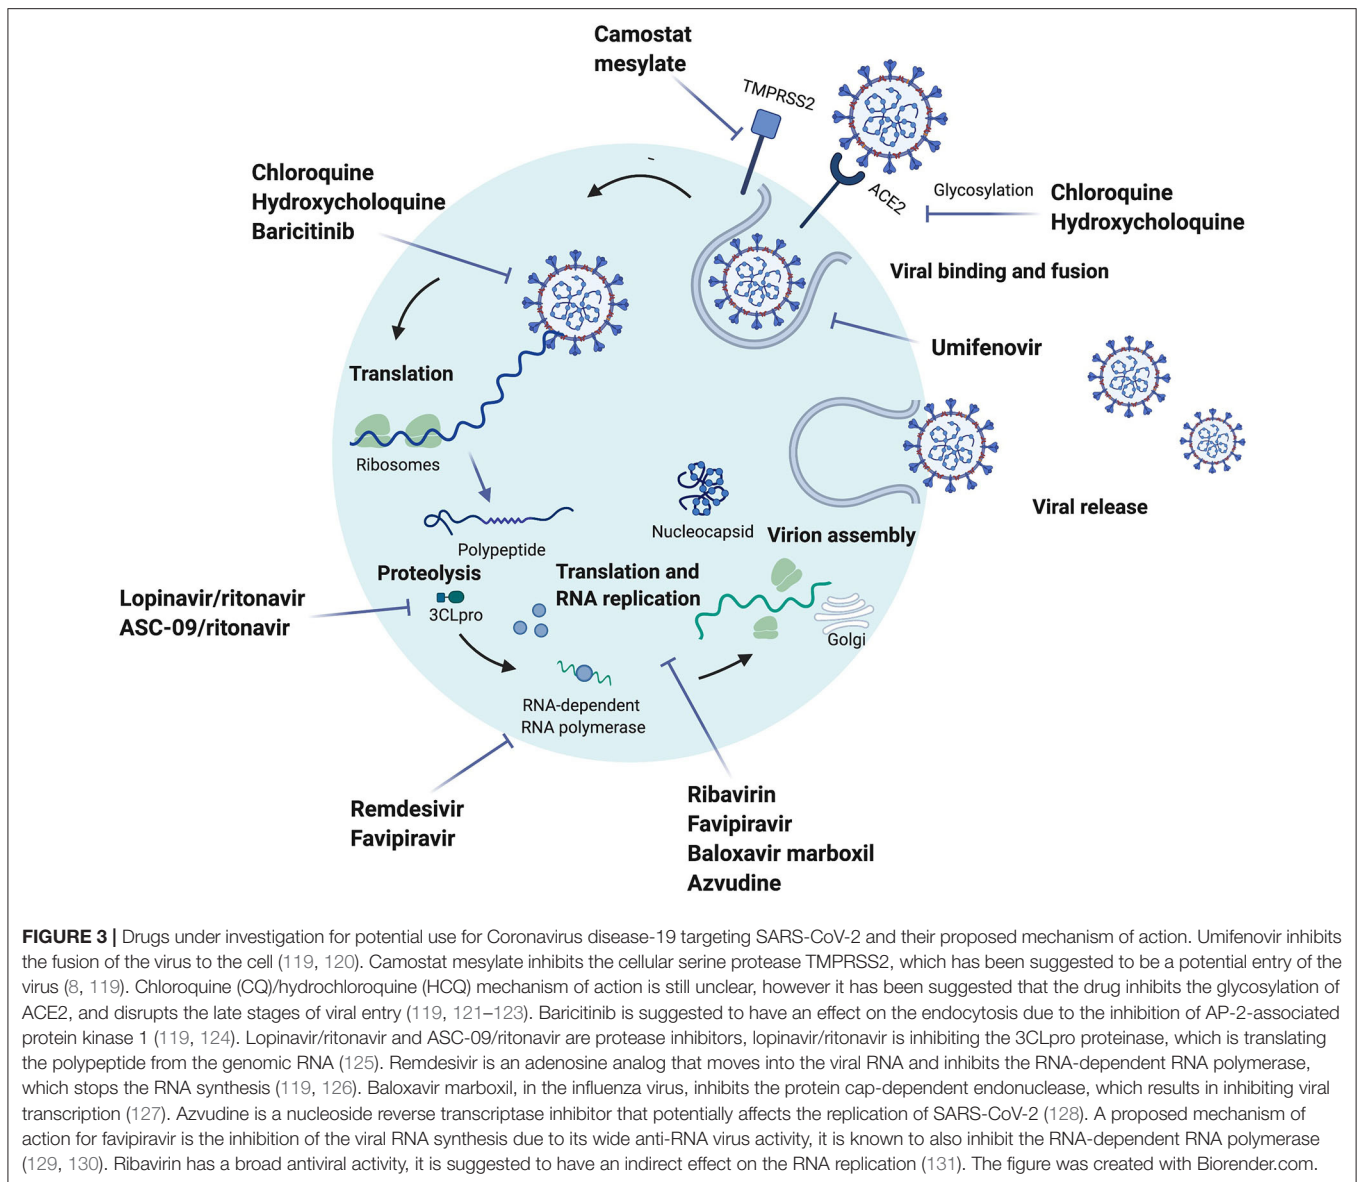 Camostat
mesylate
TMPRSS2
ACE2
Glycosylation
Chloroquine
Hydroxycholoquine
Chloroquine
Hydroxycholoquine
Baricitinib
Viral binding and fusion
Umifenovir
Translation
Ribosomes
Viral release
Nucleocapsid
Virion assembly
Polypeptide
Proteolysis
3CLpro
Translation and
RNA replication
Lopinavir/ritonavir
ASC-09/ritonavir
Golgi
RNA-dependent
RNA polymerase
Remdesivir
Favipiravir
Ribavirin
Favipiravir
Baloxavir marboxil
Azvudine
FIGURE 3 | Drugs under investigation for potential use for Coronavirus disease-19 targeting SARS-CoV-2 and their proposed mechanism of action. Umifenovir inhibits
the fusion of the virus to the cell (119, 120). Camostat mesylate inhibits the cellular serine protease TMPRSS2, which has been suggested to be a potential entry of the
virus (8, 119). Chloroquine (CQ)/hydrochloroquine (HCQ) mechanism of action is still unclear, however it has been suggested that the drug inhibits the glycosylation of
ACE2, and disrupts the late stages of viral entry (119, 121–123). Baricitinib is suggested to have an effect on the endocytosis due to the inhibition of AP-2-associated
protein kinase 1 (119, 124). Lopinavir/ritonavir and ASC-09/ritonavir are protease inhibitors, lopinavir/ritonavir is inhibiting the 3CLpro proteinase, which is translating
the polypeptide from the genomic RNA (125). Remdesivir is an adenosine analog that moves into the viral RNA and inhibits the RNA-dependent RNA polymerase,
which stops the RNA synthesis (119, 126). Baloxavir marboxil, in the influenza virus, inhibits the protein cap-dependent endonuclease, which results in inhibiting viral
transcription (127). Azvudine is a nucleoside reverse transcriptase inhibitor that potentially affects the replication of SARS-CoV-2 (128). A proposed mechanism of
action for favipiravir is the inhibition of the viral RNA synthesis due to its wide anti-RNA virus activity, it is known to also inhibit the RNA-dependent RNA polymerase
(129, 130). Ribavirin has a broad antiviral activity, it is suggested to have an indirect effect on the RNA replication (131). The figure was created with Biorender.com.